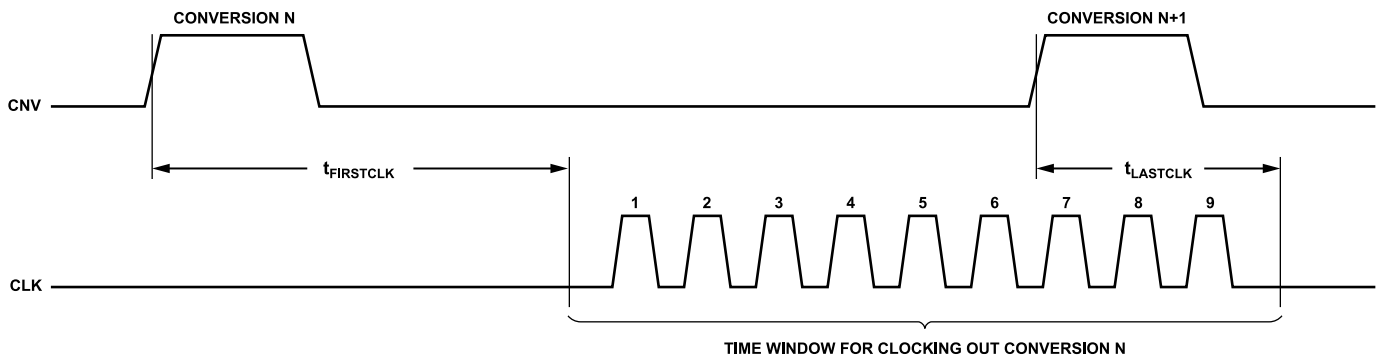 CONVERSION N
CONVERSION N+1
CNV
tFIRSTCLK
tLASTCLK
1 2 3 4 5 6 7 8 9
CLK
TIME WINDOW FOR CLOCKING OUT CONVERSION N